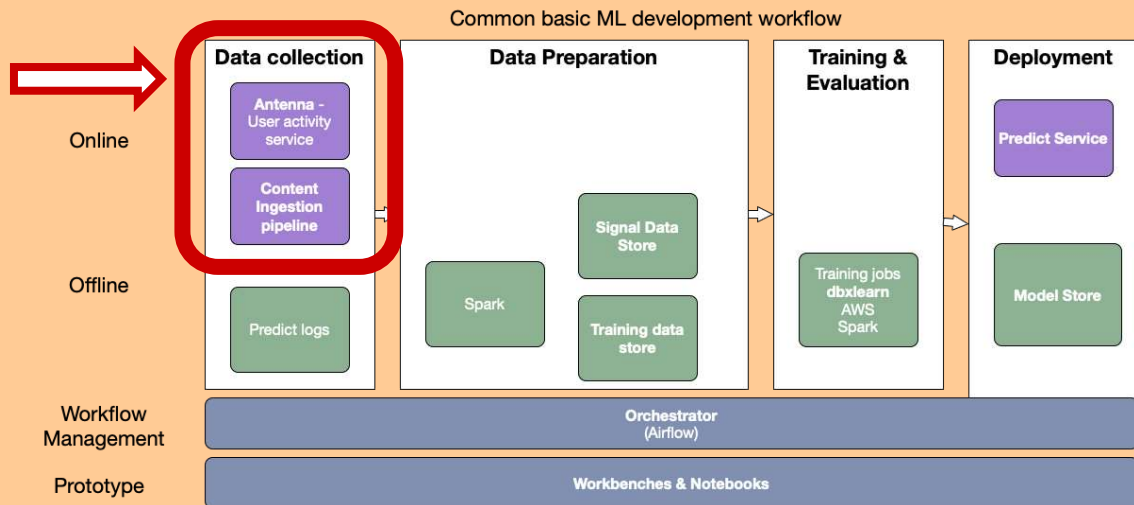 Common basic ML development workflow
Data collection
Data Preparation
Training &
Evaluation
Deployment
Online
Antenna -
User activity
service
Content
Ingestion
pipeline
Predict Service
Offline
Predict logs
Spark
Signal Data
Store
Training data
store
Training jobs
dbxlearn
AWS
Spark
Model Store
Workflow
Management
Orchestrator
(Airflow)
Prototype
Workbenches & Notebooks